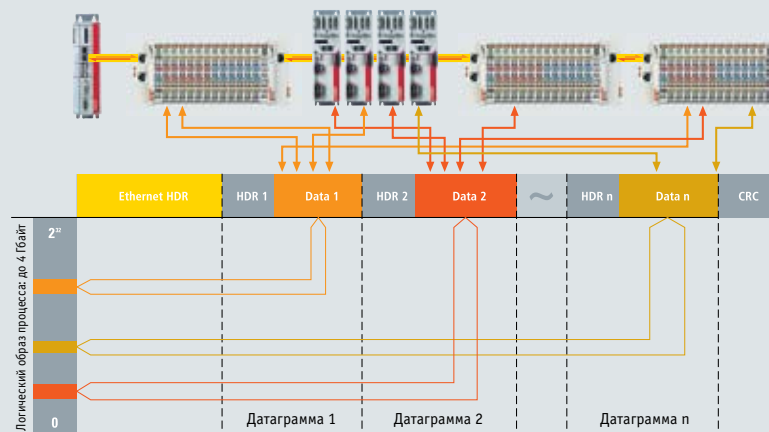 Ethernet HDR
HDR 1
Data 1
HDR 2
Data 2
~
HDR n
Data n
CRC
Логический образ процесса: до 4 Гбайт
2³²
0
Датаграмма 1
Датаграмма 2
Датаграмма n